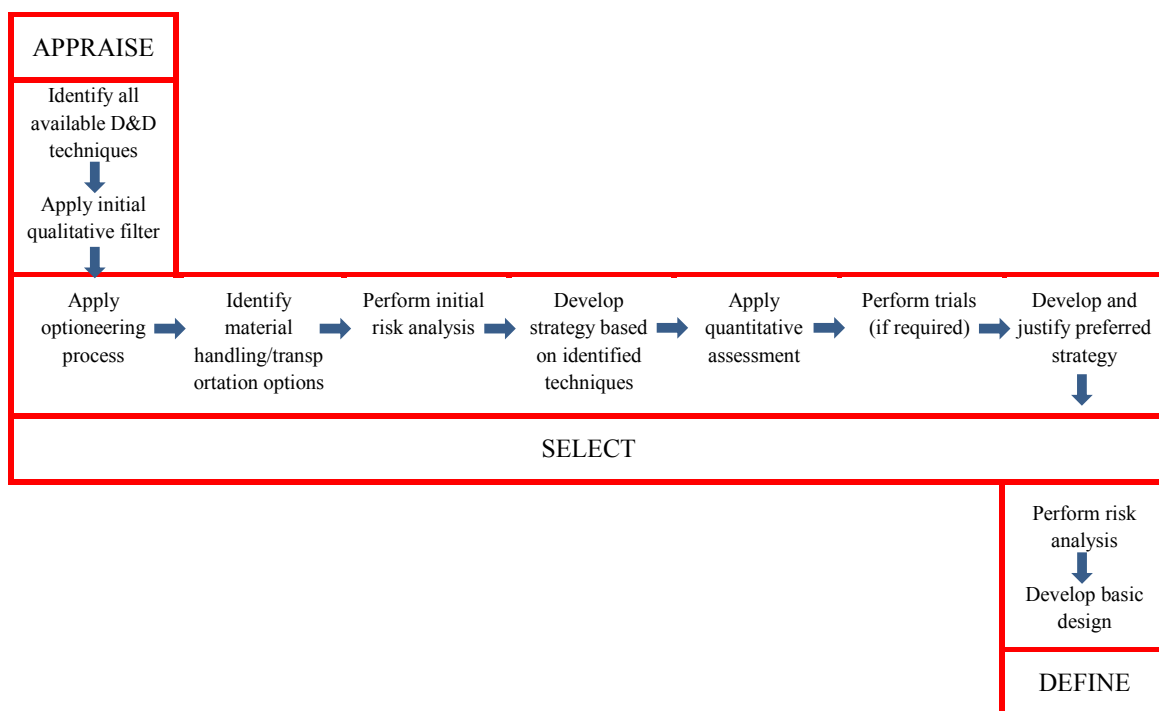 APPRAISE
Identify all
available D&D
techniques
Apply initial
qualitative filter
Apply
optioneering
process
Identify
material
handling/transp
ortation options
Perform initial
risk analysis
Develop
strategy based
on identified
techniques
Apply
quantitative
assessment
Perform trials
(if required)
Develop and
justify preferred
strategy
SELECT
Perform risk
analysis
Develop basic
design
DEFINE